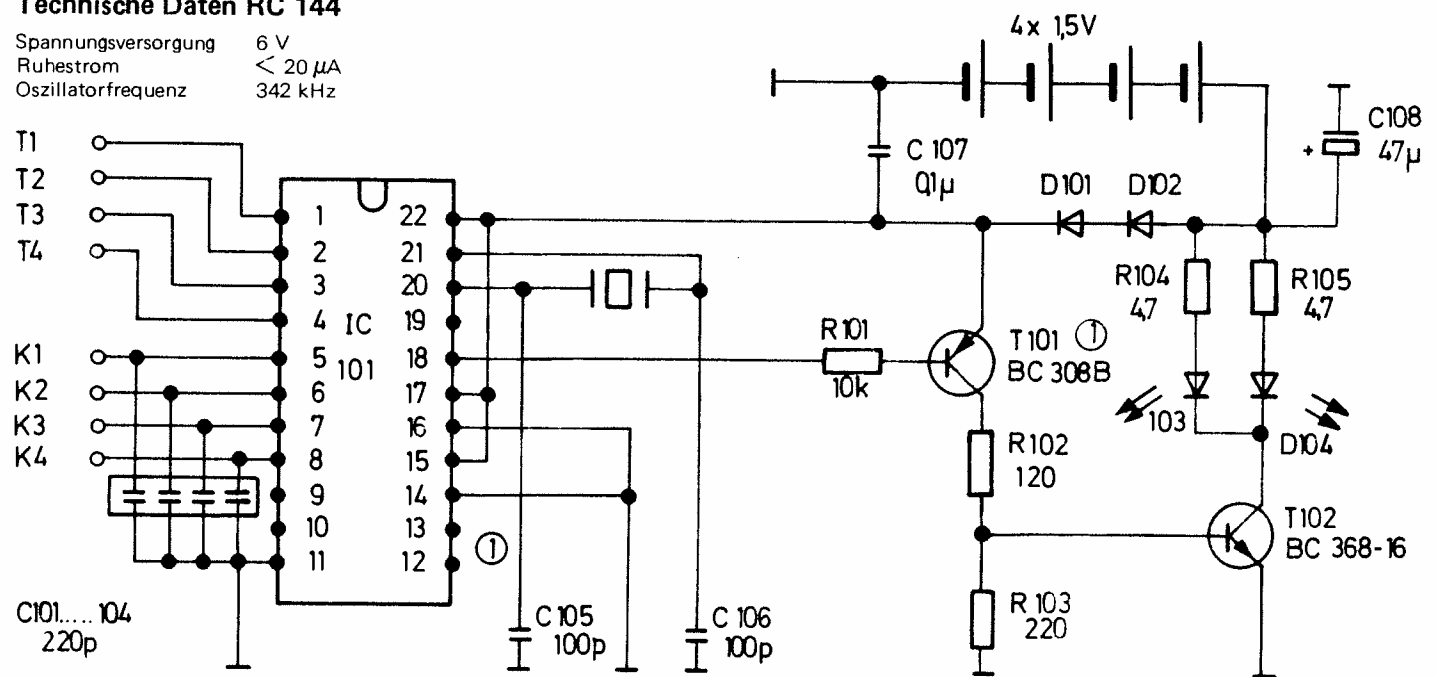 Technische Daten RC 144
Spannungsversorgung 6 V
Ruhestrom < 20 µA
Oszillatorfrequenz 342 kHz
4 x 1,5V
C108
+ 47µ
C 107
0,1µ
D101 D102
T1
T2
T3
T4
K1
K2
K3
K4
IC
101
1 22
2 21
3 20
4 19
5 18
6 17
7 16
8 15
9 14
10 13
11 12
①
R101
10k
T101 ①
BC 308B
R104
4,7
R105
4,7
103
D104
R102
120
T102
BC 368-16
R 103
220
C101.....104
220p
C 105
100p
C 106
100p